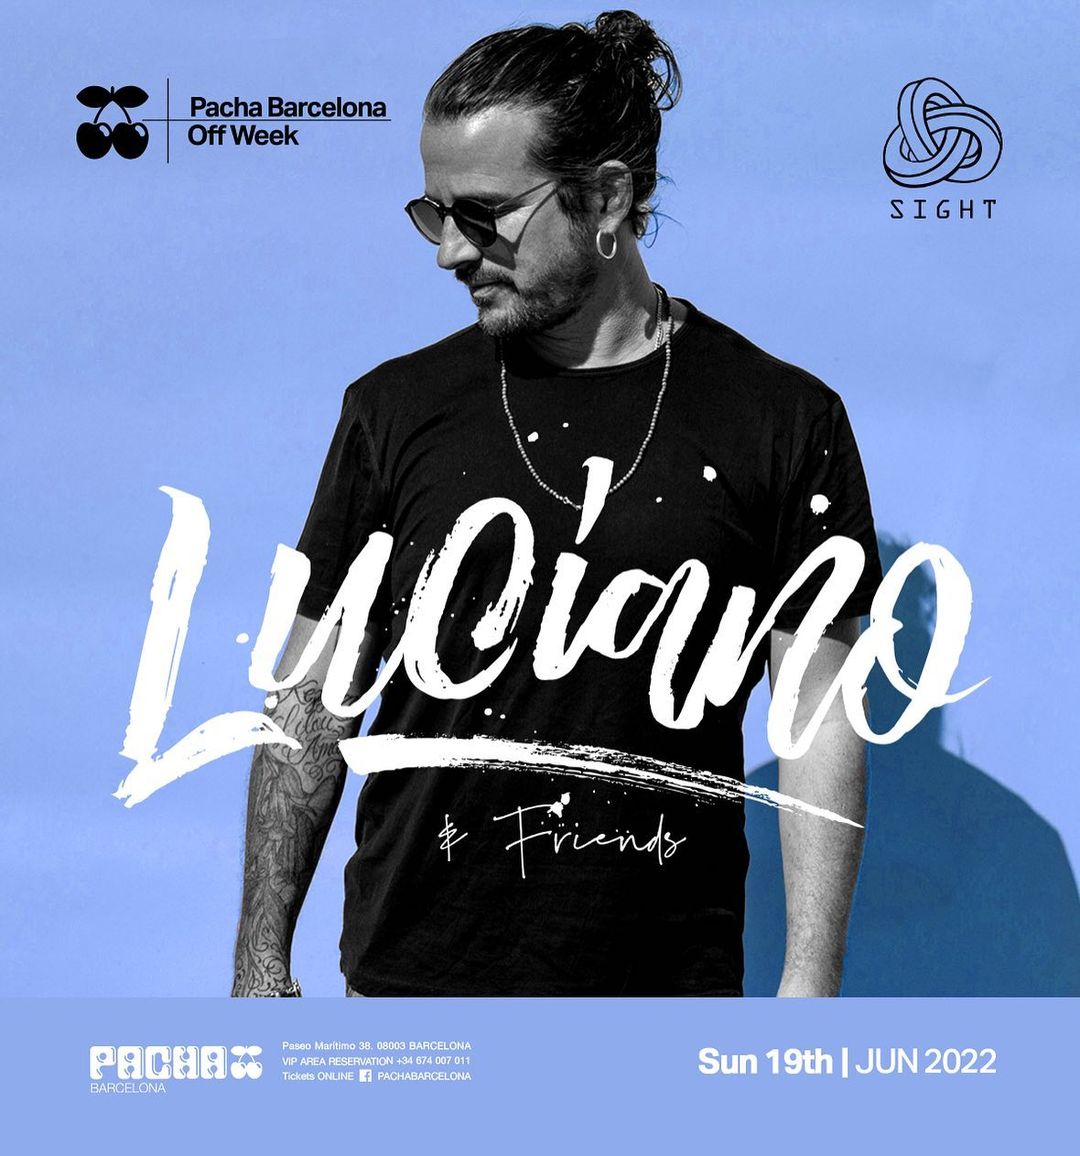 Pacha Barcelona
Off Week
SIGHT
Luciano
& Friends
PACHA
BARCELONA
Paseo Marítimo 38. 08003 BARCELONA
VIP AREA RESERVATION +34 674 007 011
Tickets ONLINE f PACHABARCELONA
Sun 19th | JUN 2022